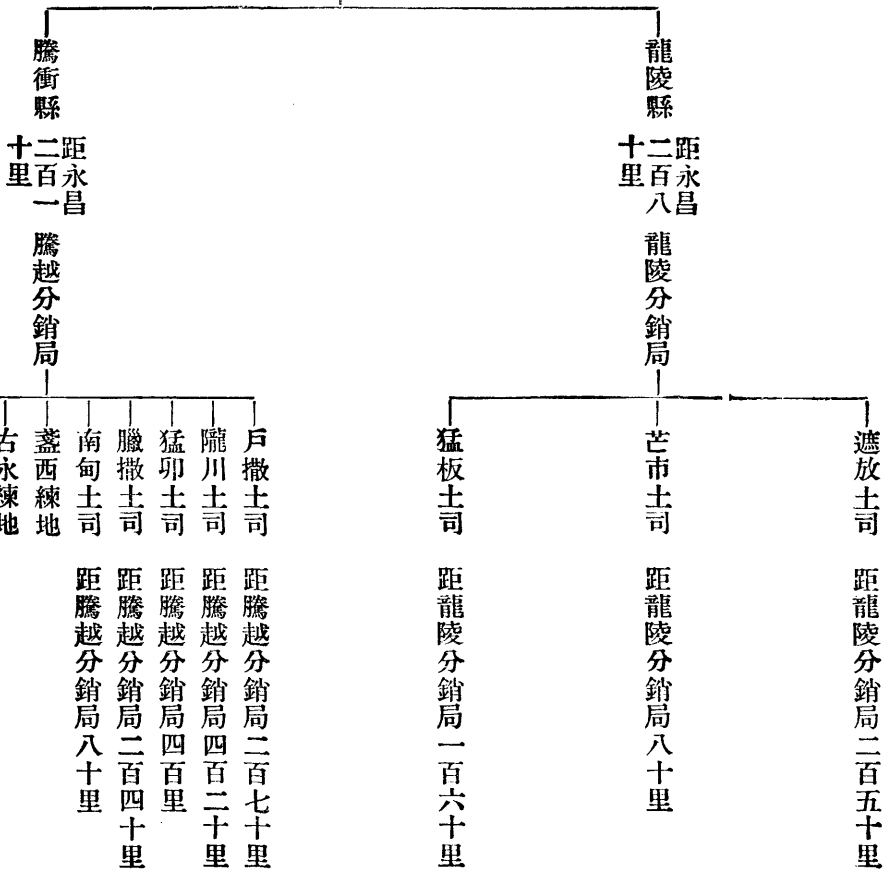 龍陵縣 距永昌二百八十里 龍陵分銷局
遮放土司 距龍陵分銷局二百五十里
芒市土司 距龍陵分銷局八十里
猛板土司 距龍陵分銷局一百六十里
騰衝縣 距永昌二百一十里 騰越分銷局
戶撒土司 距騰越分銷局二百七十里
隴川土司 距騰越分銷局四百二十里
猛卯土司 距騰越分銷局四百里
臘撒土司 距騰越分銷局二百四十里
南甸土司 距騰越分銷局八十里
盞西練地
古永練地